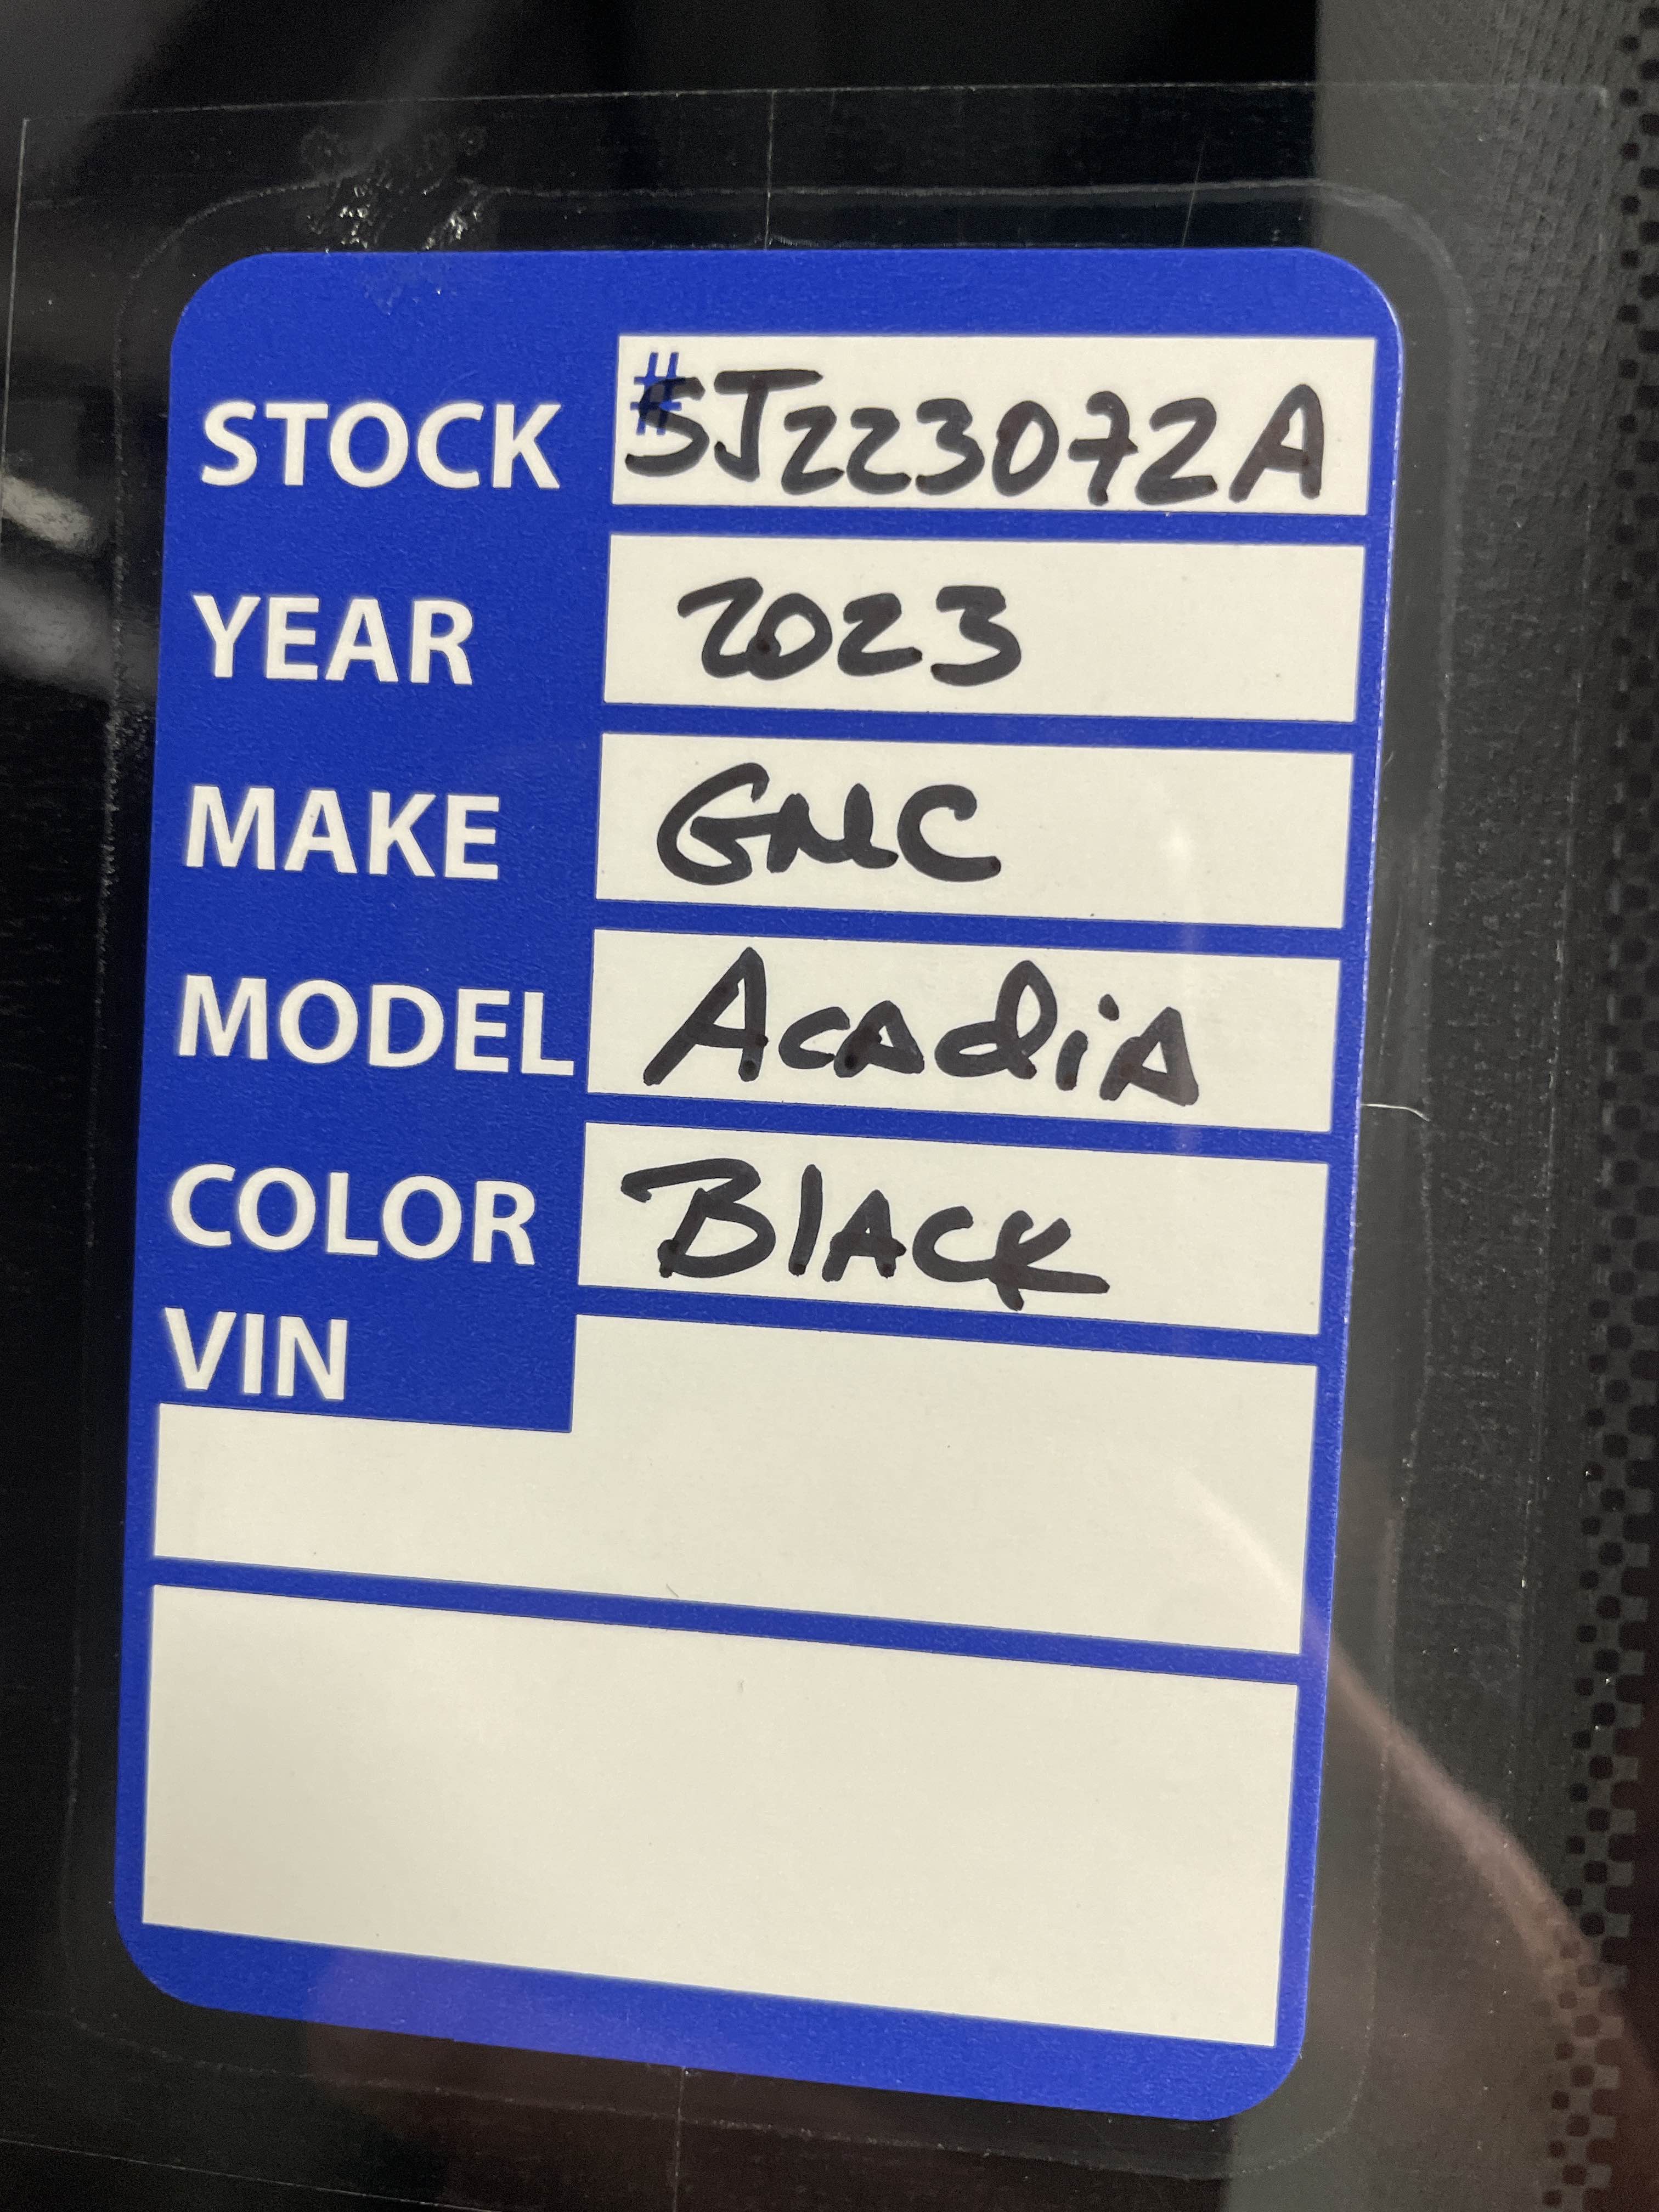 STOCK #SJ223072A
YEAR 2023
MAKE GMC
MODEL AcadiA
COLOR BlACK
VIN